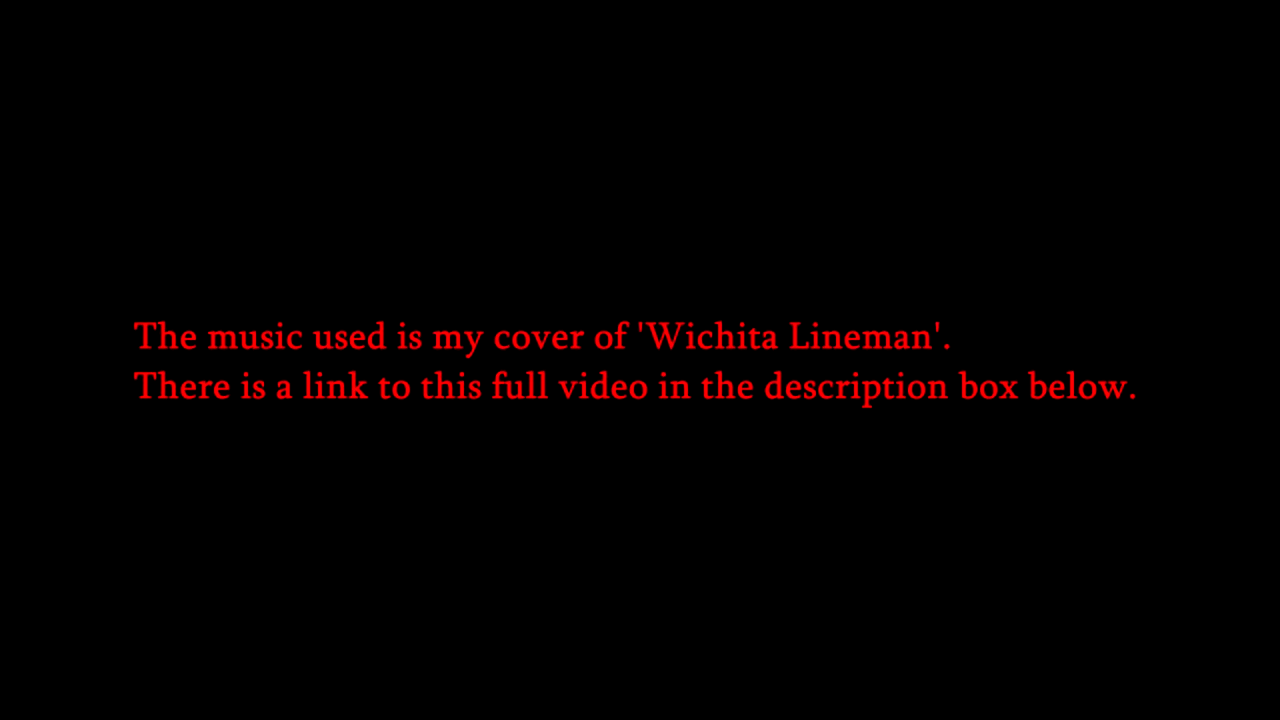 The music used is my cover of 'Wichita Lineman'.
There is a link to this full video in the description box below.